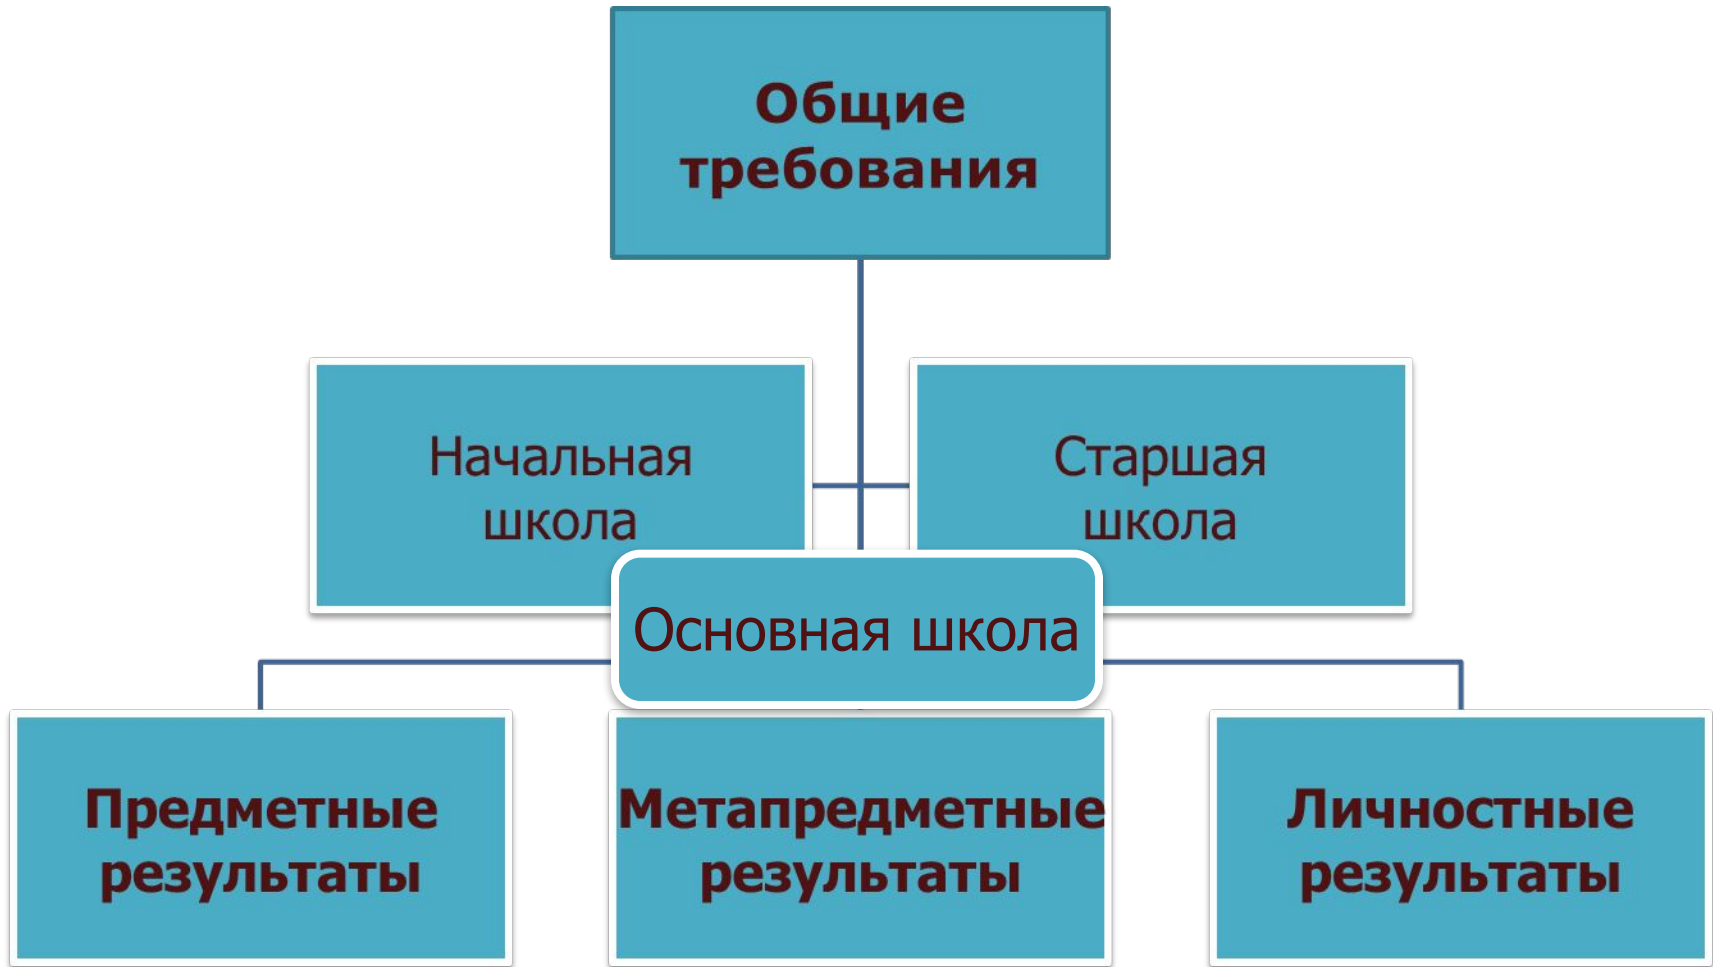 Общие
требования
Начальная
школа
Старшая
школа
Основная школа
Предметные
результаты
Метапредметные
результаты
Личностные
результаты